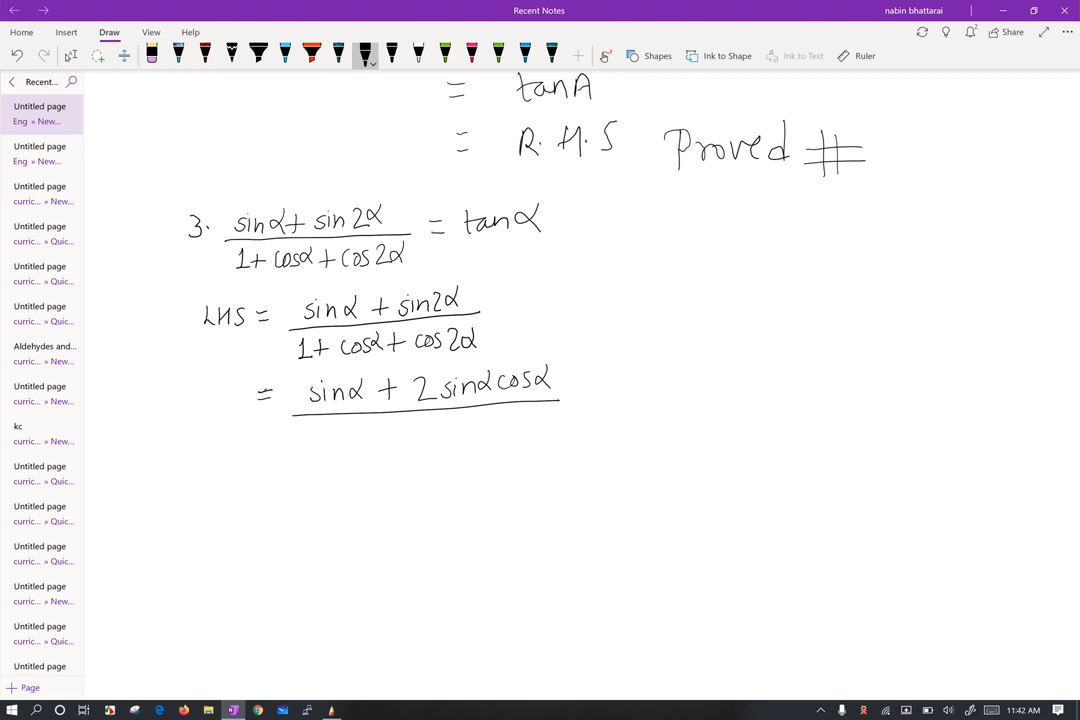 Recent Notes
nabin bhattarai
Home Insert Draw View Help
Share
Shapes Ink to Shape Ink to Text Ruler
Recent...
Untitled page
Eng » New...
Untitled page
Eng » New...
Untitled page
curric... » New...
Untitled page
curric... » Quic...
Untitled page
curric... » Quic...
Untitled page
curric... » Quic...
Aldehydes and...
curric... » New...
Untitled page
curric... » New...
kc
curric... » New...
Untitled page
curric... » Quic...
Untitled page
curric... » Quic...
Untitled page
curric... » Quic...
Untitled page
curric... » New...
Untitled page
curric... » Quic...
Untitled page
+ Page
= tanA
= R.H.S Proved #
3. sinα + sin2α / 1 + cosα + cos2α = tanα
LHS = sinα + sin2α / 1 + cosα + cos2α
= sinα + 2 sinα cosα
11:42 AM